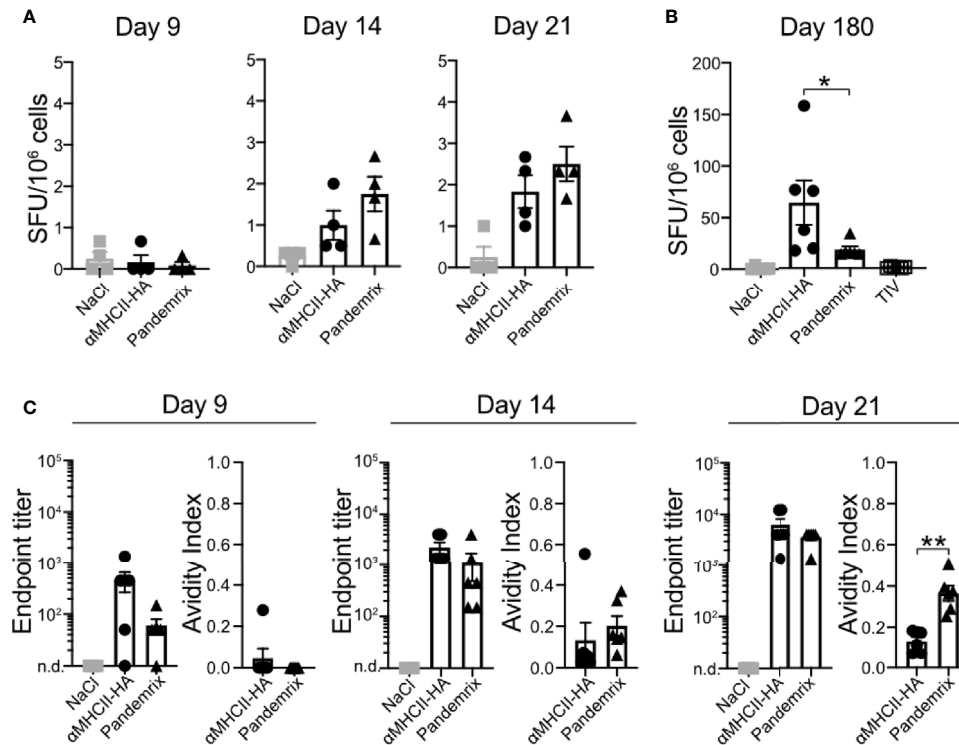 A
Day 9
Day 14
Day 21
SFU/10⁶ cells
5
4
3
2
1
0
NaCl
αMHCII-HA
Pandemrix
5
4
3
2
1
0
NaCl
αMHCII-HA
Pandemrix
5
4
3
2
1
0
NaCl
αMHCII-HA
Pandemrix
B
Day 180
SFU/10⁶ cells
200
150
100
50
0
*
NaCl
αMHCII-HA
Pandemrix
TIV
C
Day 9
Endpoint titer
10⁵
10⁴
10³
10²
n.d.
NaCl
αMHCII-HA
Pandemrix
Avidity Index
1.0
0.8
0.6
0.4
0.2
0.0
αMHCII-HA
Pandemrix
Day 14
Endpoint titer
10⁵
10⁴
10³
10²
n.d.
NaCl
αMHCII-HA
Pandemrix
Avidity Index
1.0
0.8
0.6
0.4
0.2
0.0
αMHCII-HA
Pandemrix
Day 21
Endpoint titer
10⁵
10⁴
10³
10²
n.d.
NaCl
αMHCII-HA
Pandemrix
Avidity Index
1.0
0.8
0.6
0.4
0.2
0.0
**
αMHCII-HA
Pandemrix